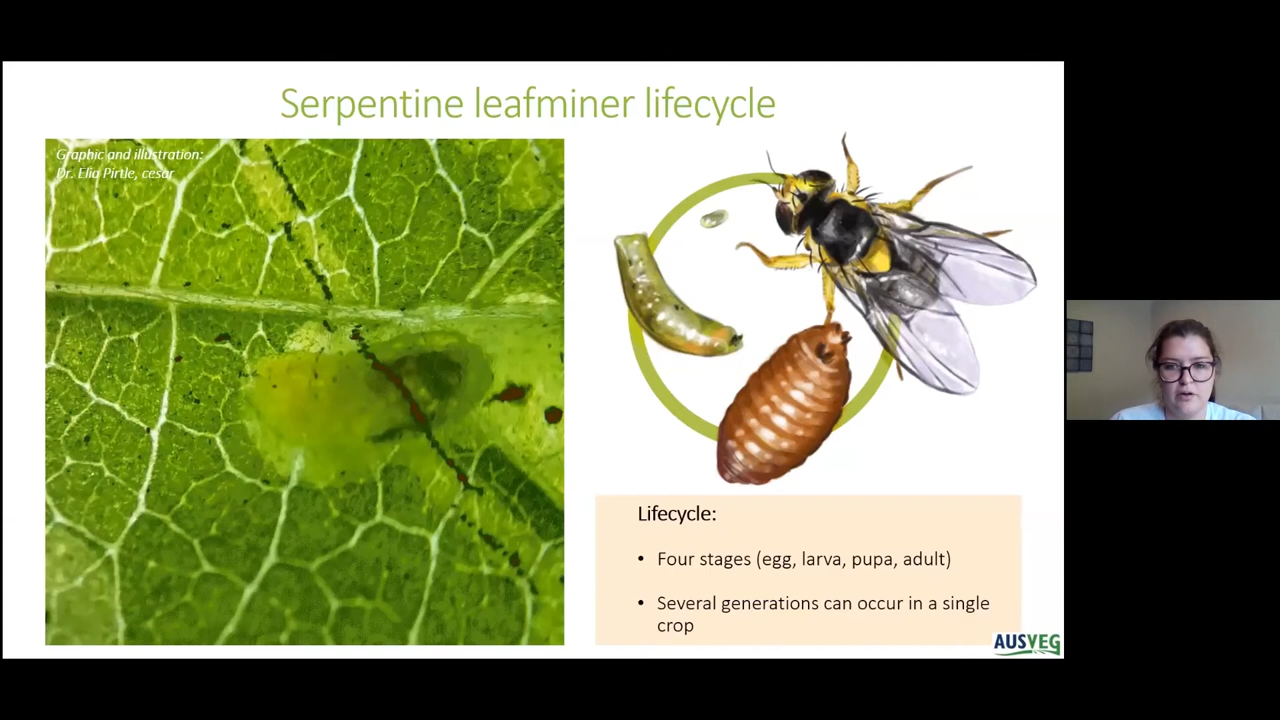 Serpentine leafminer lifecycle
Graphic and illustration:
Dr. Elia Pirtle, cesar
Lifecycle:
• Four stages (egg, larva, pupa, adult)
• Several generations can occur in a single
crop
AUSVEG